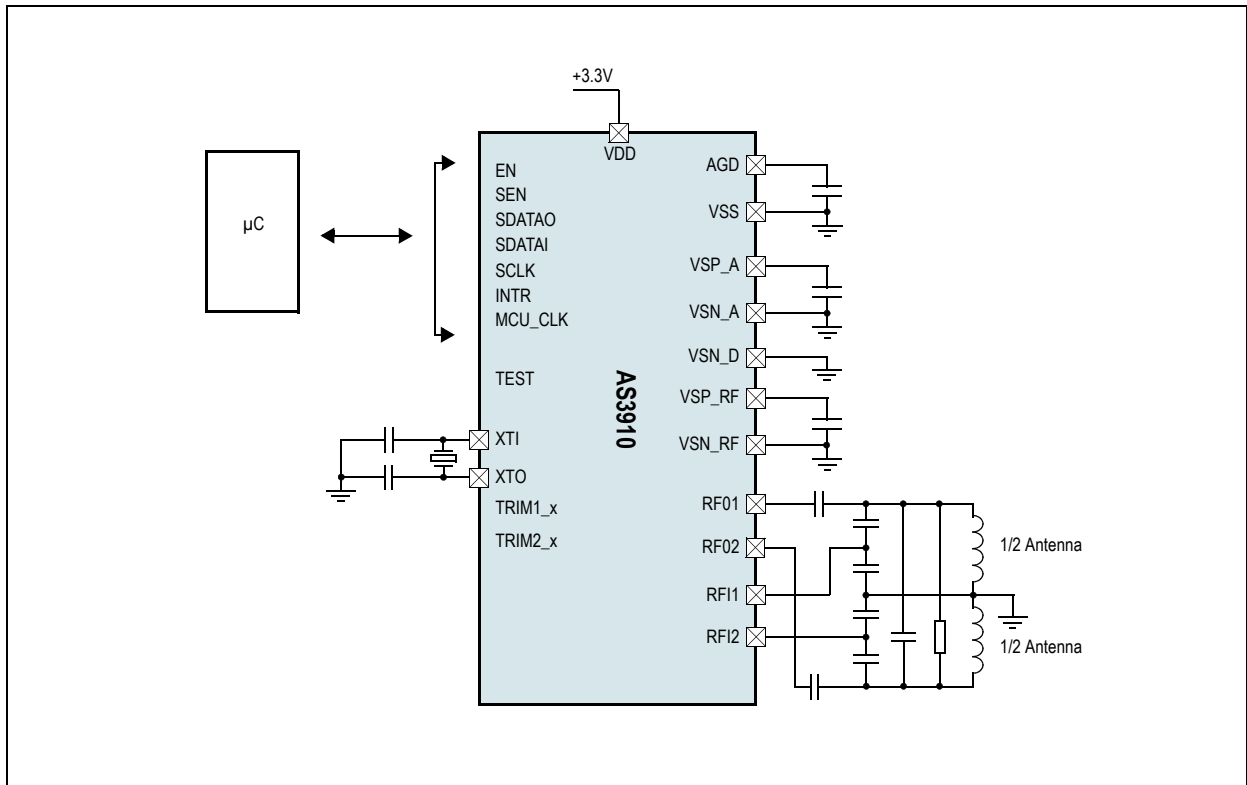 +3.3V
VDD
µC
EN
SEN
SDATAO
SDATAI
SCLK
INTR
MCU_CLK
TEST
XTI
XTO
TRIM1_x
TRIM2_x
AS3910
AGD
VSS
VSP_A
VSN_A
VSN_D
VSP_RF
VSN_RF
RF01
RF02
RFI1
RFI2
1/2 Antenna
1/2 Antenna